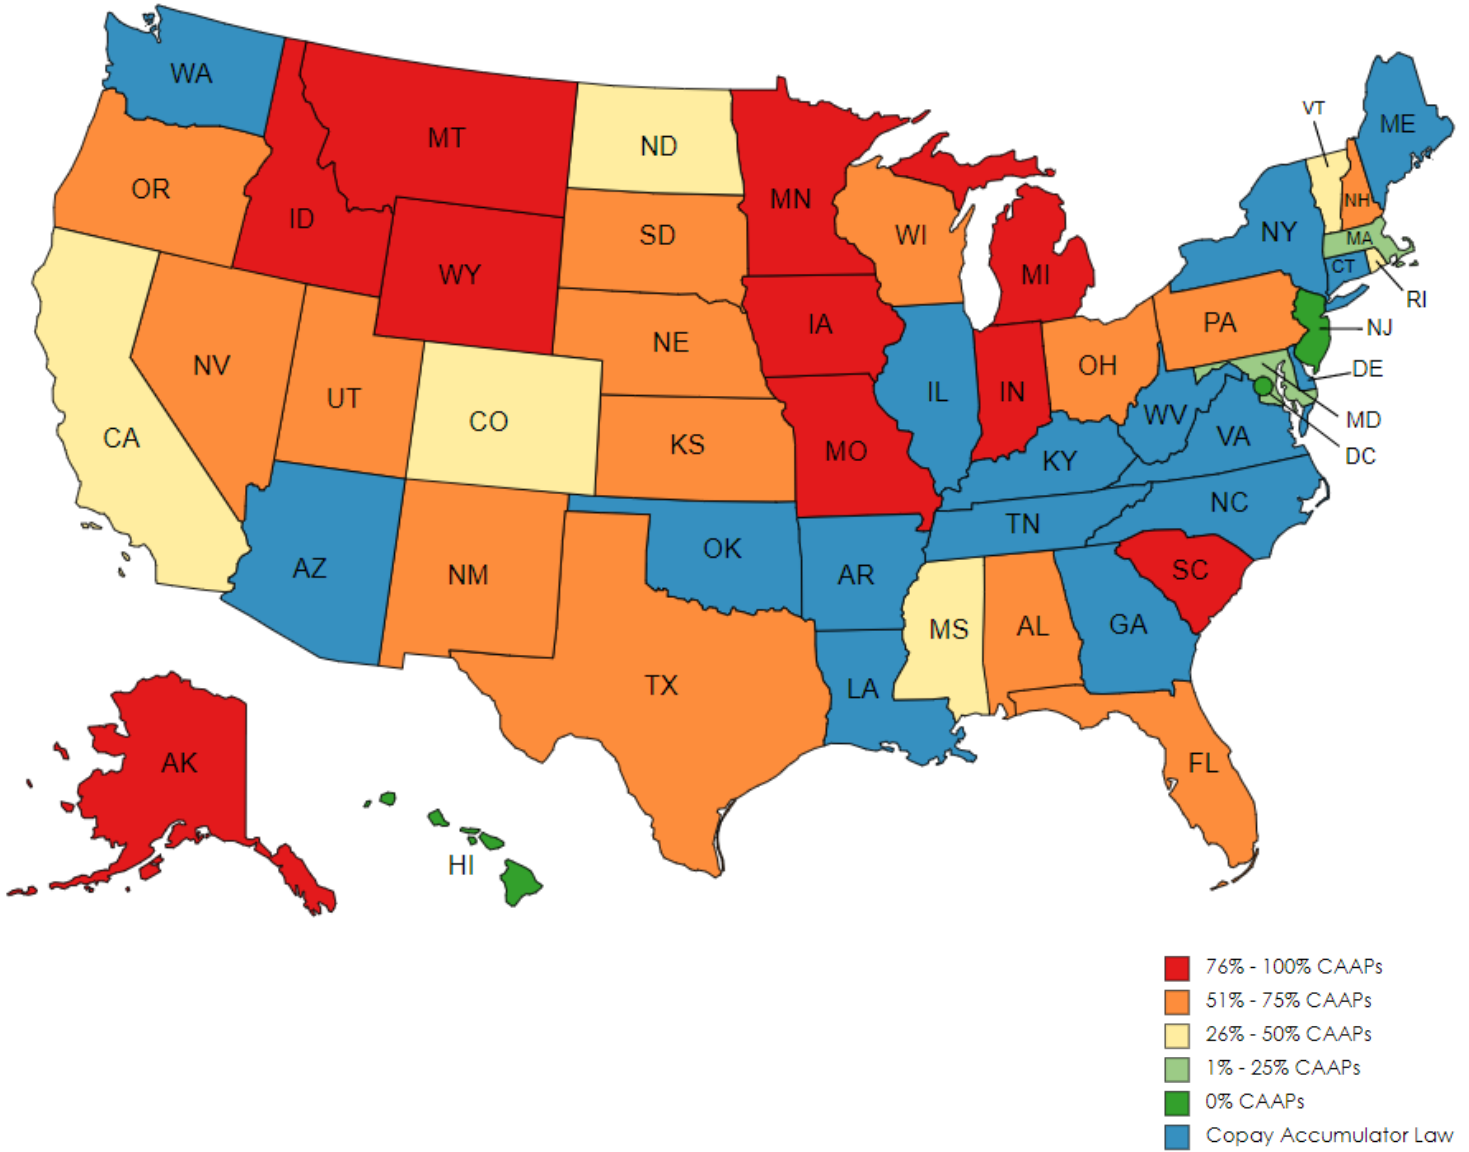 WA
MT
ND
MN
OR
ID
WY
SD
WI
MI
VT
ME
NH
NY
MA
CT
RI
IA
NE
PA
NJ
NV
UT
CO
IL
IN
OH
DE
CA
KS
MO
WV
VA
MD
KY
DC
AZ
NM
OK
AR
TN
NC
SC
MS
AL
GA
TX
LA
FL
AK
HI
76% - 100% CAAPs
51% - 75% CAAPs
26% - 50% CAAPs
1% - 25% CAAPs
0% CAAPs
Copay Accumulator Law